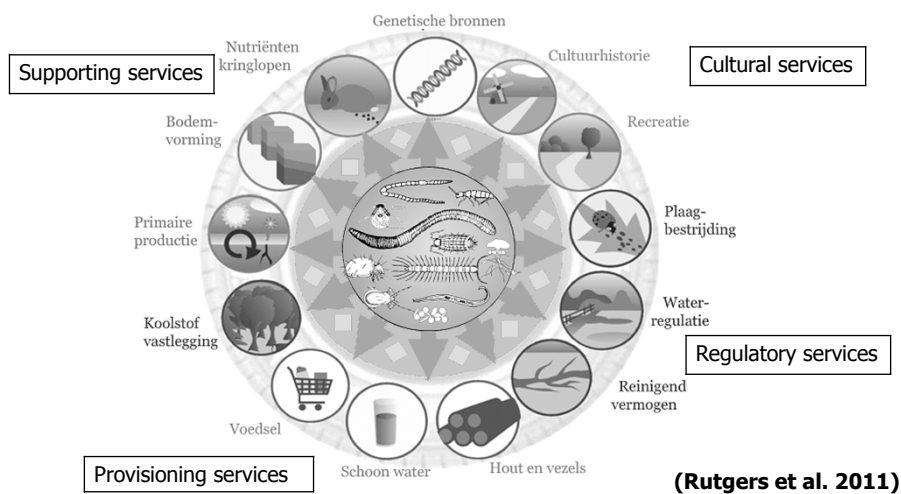 Genetische bronnen
Nutriënten
kringlopen
Cultuurhistorie
Supporting services
Cultural services
Bodem-
vorming
Recreatie
Primaire
productie
Plaag-
bestrijding
Koolstof
vastlegging
Water-
regulatie
Regulatory services
Reinigend
vermogen
Voedsel
Schoon water
Hout en vezels
Provisioning services
(Rutgers et al. 2011)